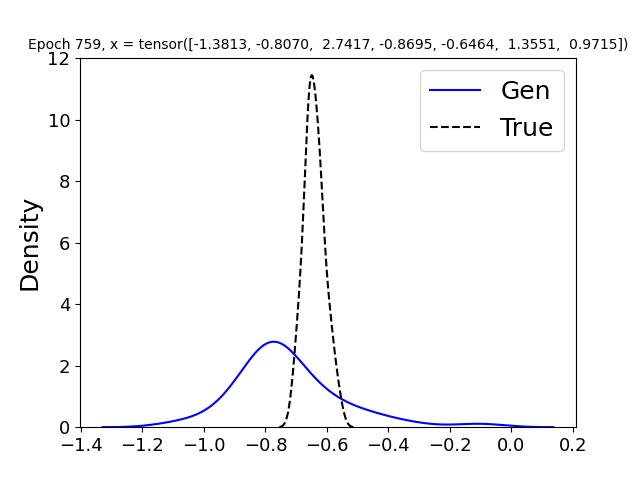 Epoch 759, x = tensor([-1.3813, -0.8070,  2.7417, -0.8695, -0.6464,  1.3551,  0.9715])
12
10
8
6
4
2
0
Density
Gen
True
−1.4 −1.2 −1.0 −0.8 −0.6 −0.4 −0.2 0.0 0.2